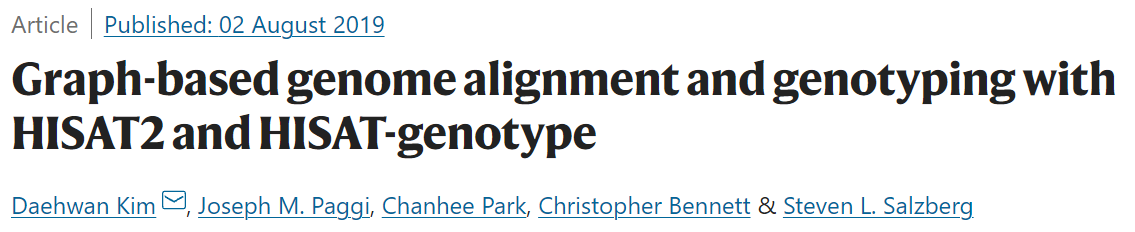 Article Published: 02 August 2019
Graph-based genome alignment and genotyping with
HISAT2 and HISAT-genotype
Daehwan Kim, Joseph M. Paggi, Chanhee Park, Christopher Bennett & Steven L. Salzberg